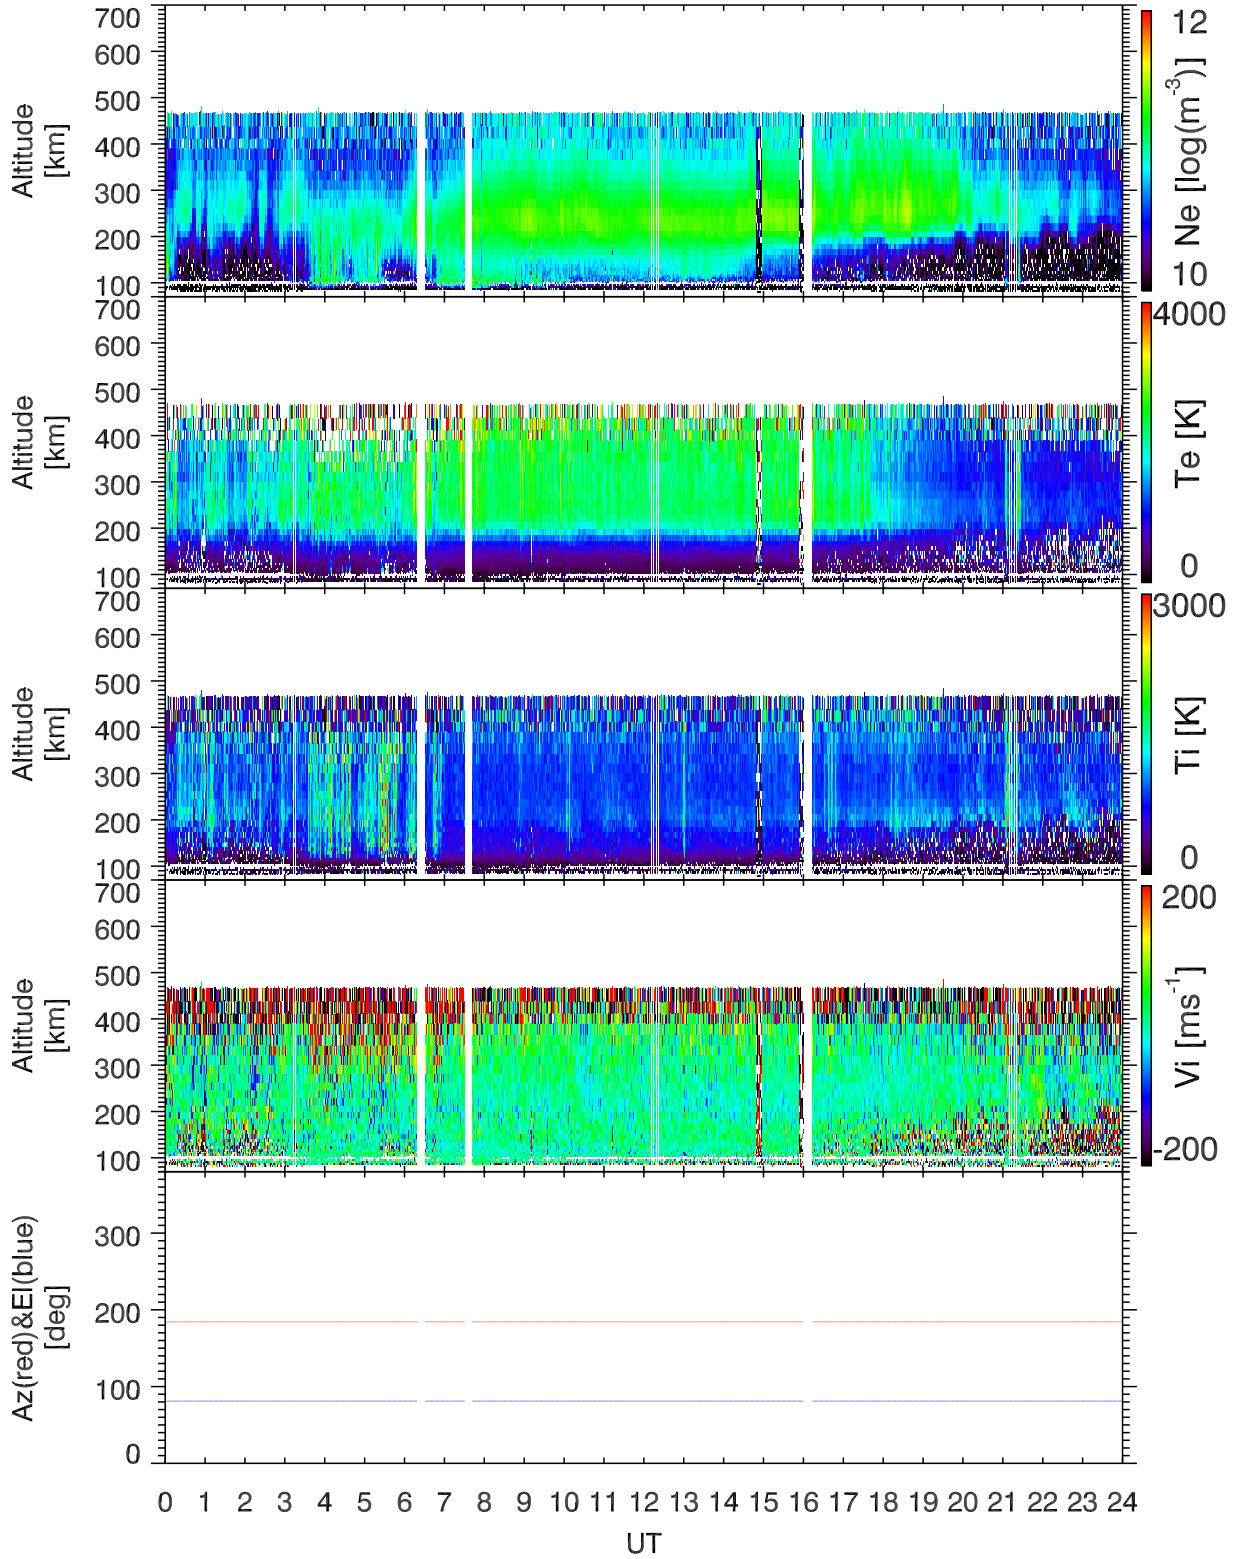 700
600
500
400
300
200
100
Altitude
[km]
12
10
Ne [log(m⁻³)]
700
600
500
400
300
200
100
Altitude
[km]
4000
0
Te [K]
700
600
500
400
300
200
100
Altitude
[km]
3000
0
Ti [K]
700
600
500
400
300
200
100
Altitude
[km]
200
-200
Vi [ms⁻¹]
300
200
100
0
Az(red)&El(blue)
[deg]
0 1 2 3 4 5 6 7 8 9 10 11 12 13 14 15 16 17 18 19 20 21 22 23 24
UT